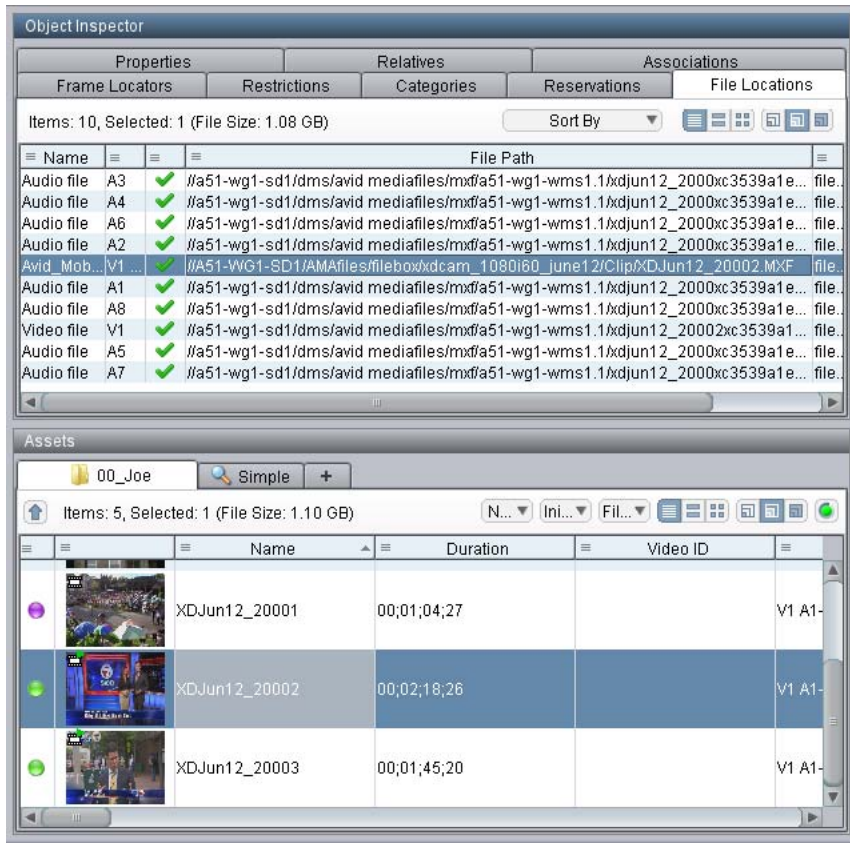 Object Inspector
Properties Relatives Associations
Frame Locators Restrictions Categories Reservations File Locations
Items: 10, Selected: 1 (File Size: 1.08 GB) Sort By
Name File Path
Audio file A3 //a51-wg1-sd1/dms/avid mediafiles/mxf/a51-wg1-wms1.1/xdjun12_2000xc3539a1e... file..
Audio file A4 //a51-wg1-sd1/dms/avid mediafiles/mxf/a51-wg1-wms1.1/xdjun12_2000xc3539a1e... file..
Audio file A6 //a51-wg1-sd1/dms/avid mediafiles/mxf/a51-wg1-wms1.1/xdjun12_2000xc3539a1e... file..
Audio file A2 //a51-wg1-sd1/dms/avid mediafiles/mxf/a51-wg1-wms1.1/xdjun12_2000xc3539a1e... file..
Avid_Mob... V1 ... //A51-WG1-SD1/AMAfiles/filebox/xdcam_1080i60_june12/Clip/XDJun12_20002.MXF file..
Audio file A1 //a51-wg1-sd1/dms/avid mediafiles/mxf/a51-wg1-wms1.1/xdjun12_2000xc3539a1e... file..
Audio file A8 //a51-wg1-sd1/dms/avid mediafiles/mxf/a51-wg1-wms1.1/xdjun12_2000xc3539a1e... file..
Video file V1 //a51-wg1-sd1/dms/avid mediafiles/mxf/a51-wg1-wms1.1/xdjun12_20002xc3539a1... file..
Audio file A5 //a51-wg1-sd1/dms/avid mediafiles/mxf/a51-wg1-wms1.1/xdjun12_2000xc3539a1e... file..
Audio file A7 //a51-wg1-sd1/dms/avid mediafiles/mxf/a51-wg1-wms1.1/xdjun12_2000xc3539a1e... file..
Assets
00_Joe Simple +
Items: 5, Selected: 1 (File Size: 1.10 GB) N... Ini... Fil...
Name Duration Video ID
XDJun12_20001 00;01;04;27 V1 A1-
XDJun12_20002 00;02;18;26 V1 A1-
XDJun12_20003 00;01;45;20 V1 A1-